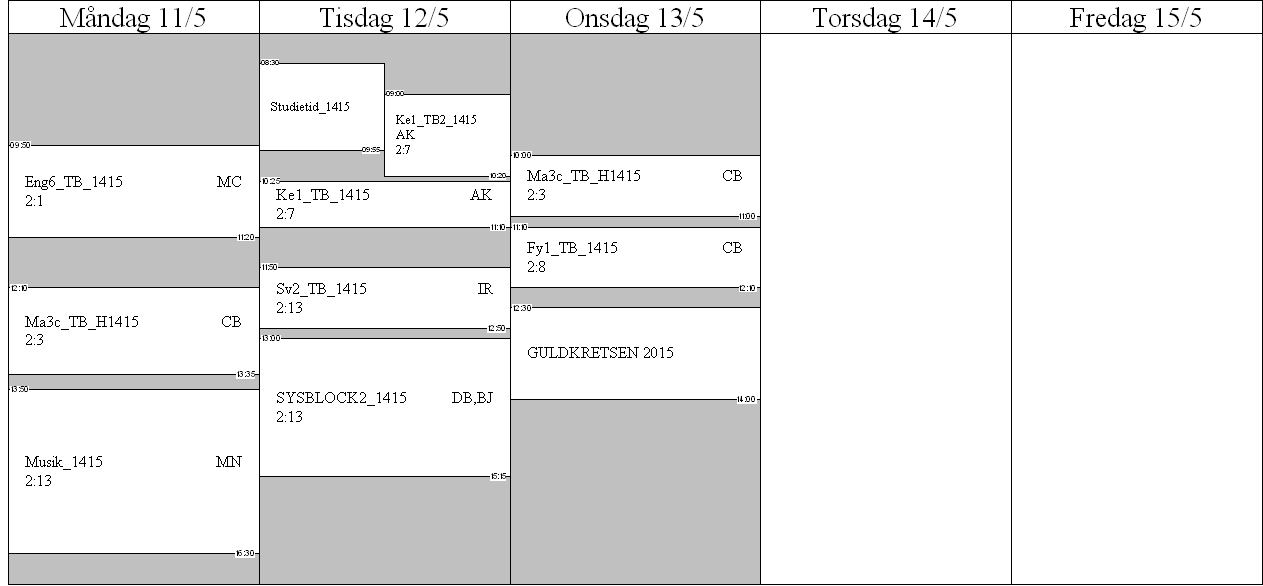 Måndag 11/5
Tisdag 12/5
Onsdag 13/5
Torsdag 14/5
Fredag 15/5
09:50
Eng6_TB_1415 MC
2:1
11:20
12:10
Ma3c_TB_H1415 CB
2:3
13:35
13:50
Musik_1415 MN
2:13
16:30
08:30
Studietid_1415
09:55
09:00
Ke1_TB2_1415
AK
2:7
10:20
10:25
Ke1_TB_1415 AK
2:7
11:10
11:50
Sv2_TB_1415 IR
2:13
12:50
13:00
SYSBLOCK2_1415 DB,BJ
2:13
15:15
10:00
Ma3c_TB_H1415 CB
2:3
11:00
11:10
Fy1_TB_1415 CB
2:8
12:10
12:30
GULDKRETSEN 2015
14:00